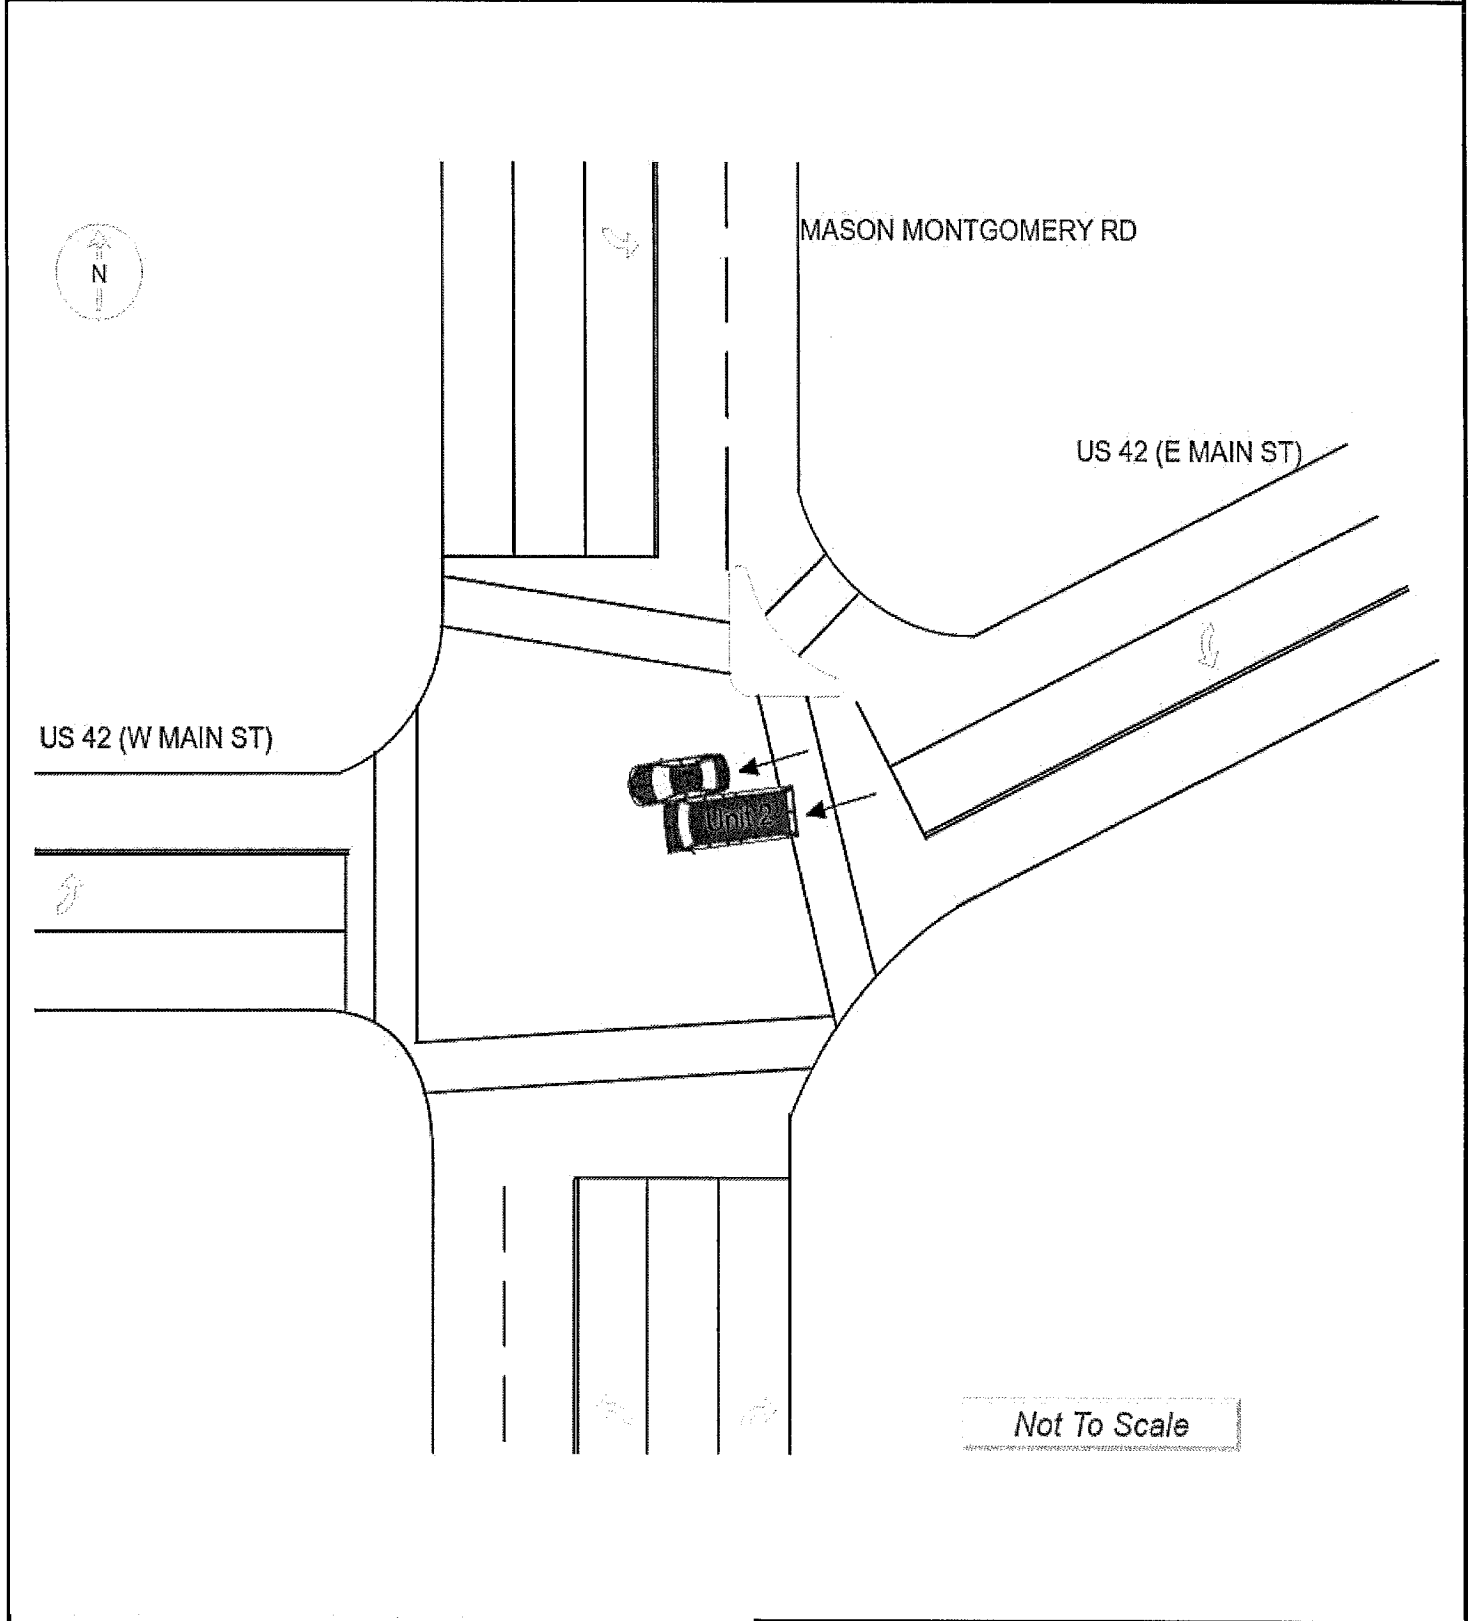 MASON MONTGOMERY RD
N
US 42 (E MAIN ST)
US 42 (W MAIN ST)
Unit 2
Not To Scale